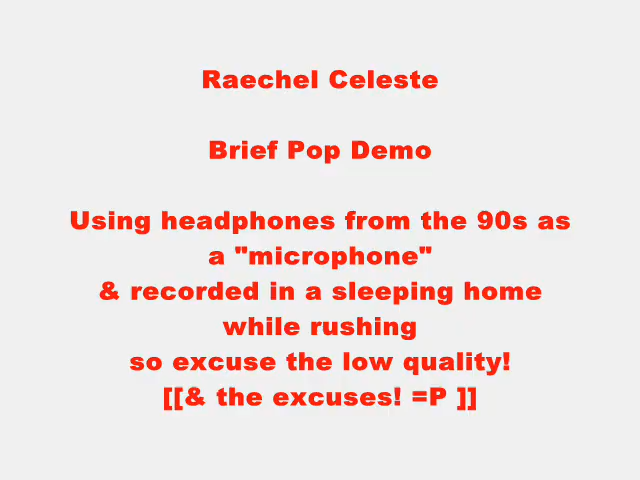 Raechel Celeste
Brief Pop Demo
Using headphones from the 90s as
a "microphone"
& recorded in a sleeping home
while rushing
so excuse the low quality!
[[& the excuses! =P ]]